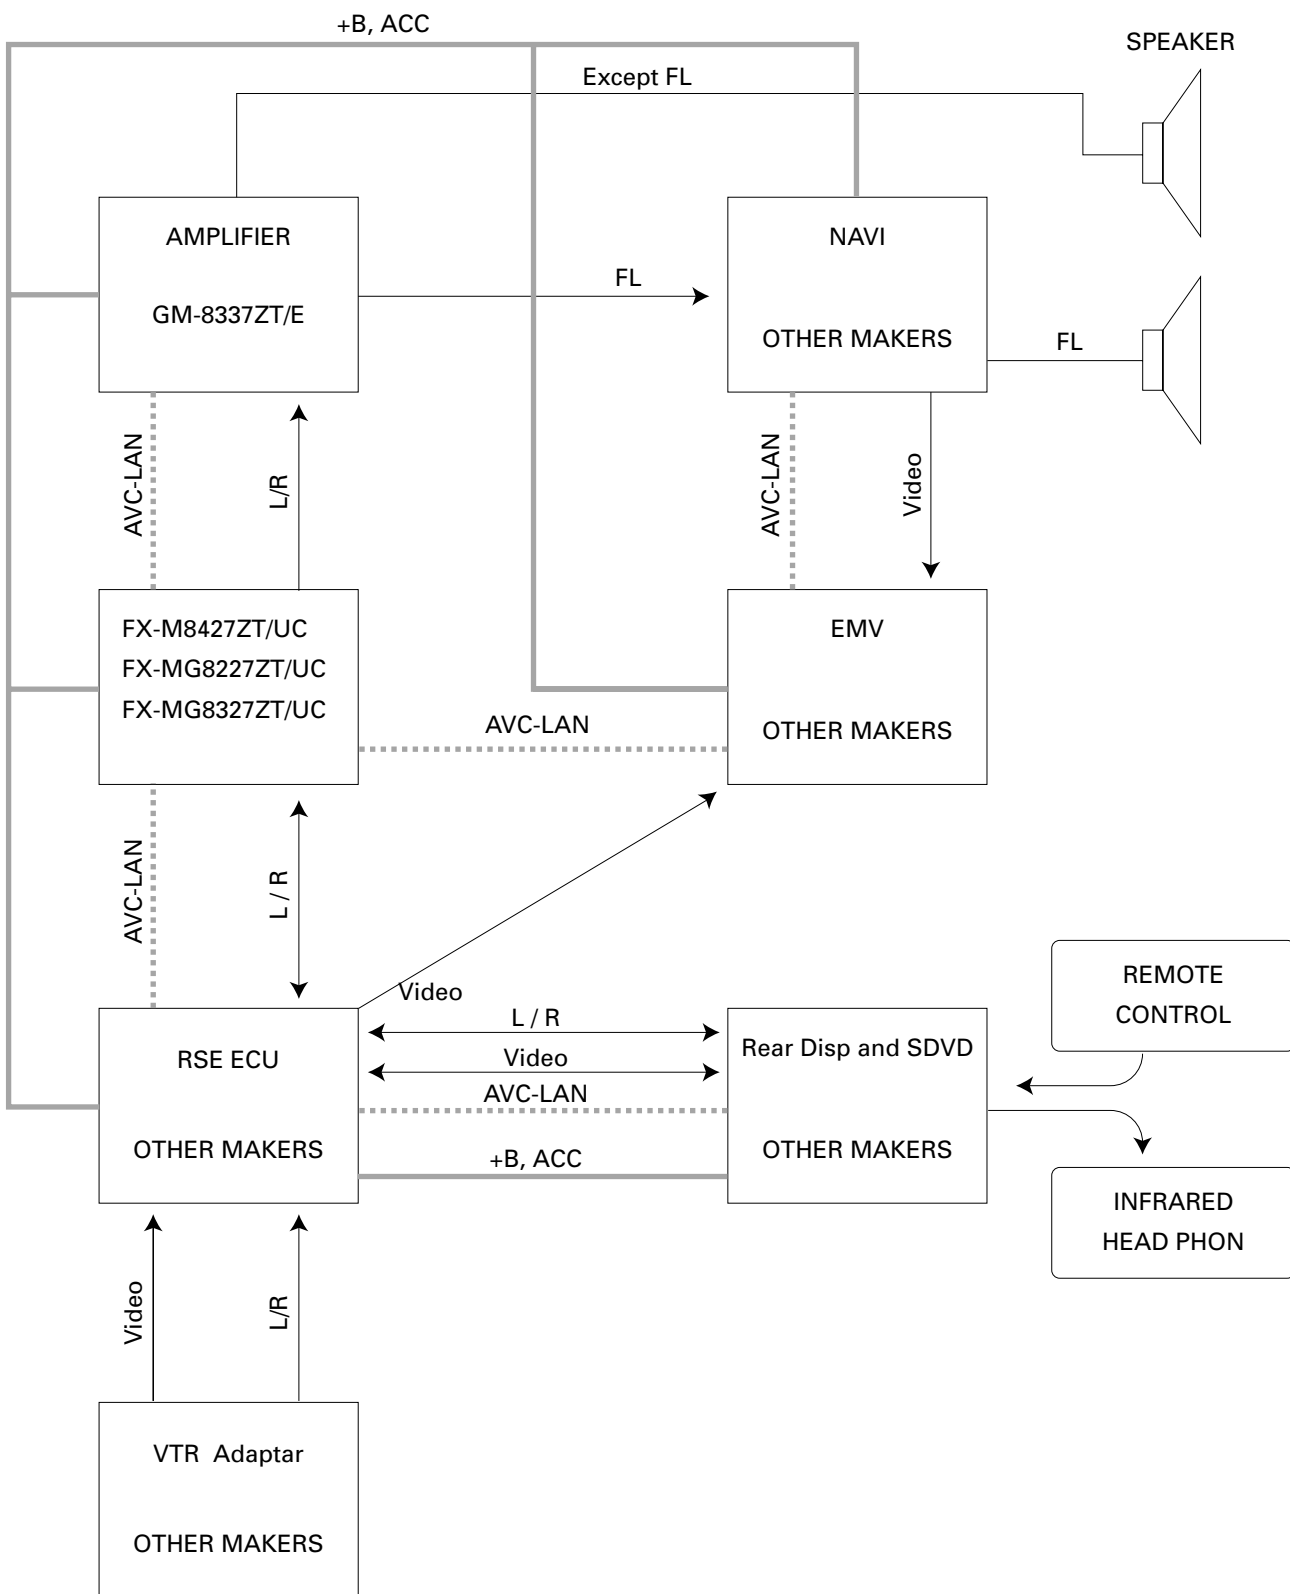 +B, ACC
SPEAKER
Except FL
AMPLIFIER
GM-8337ZT/E
FL
NAVI
OTHER MAKERS
FL
AVC-LAN
L/R
AVC-LAN
Video
FX-M8427ZT/UC
FX-MG8227ZT/UC
FX-MG8327ZT/UC
AVC-LAN
EMV
OTHER MAKERS
AVC-LAN
L / R
Video
REMOTE
CONTROL
RSE ECU
OTHER MAKERS
L / R
Video
AVC-LAN
+B, ACC
Rear Disp and SDVD
OTHER MAKERS
INFRARED
HEAD PHON
Video
L/R
VTR Adaptar
OTHER MAKERS